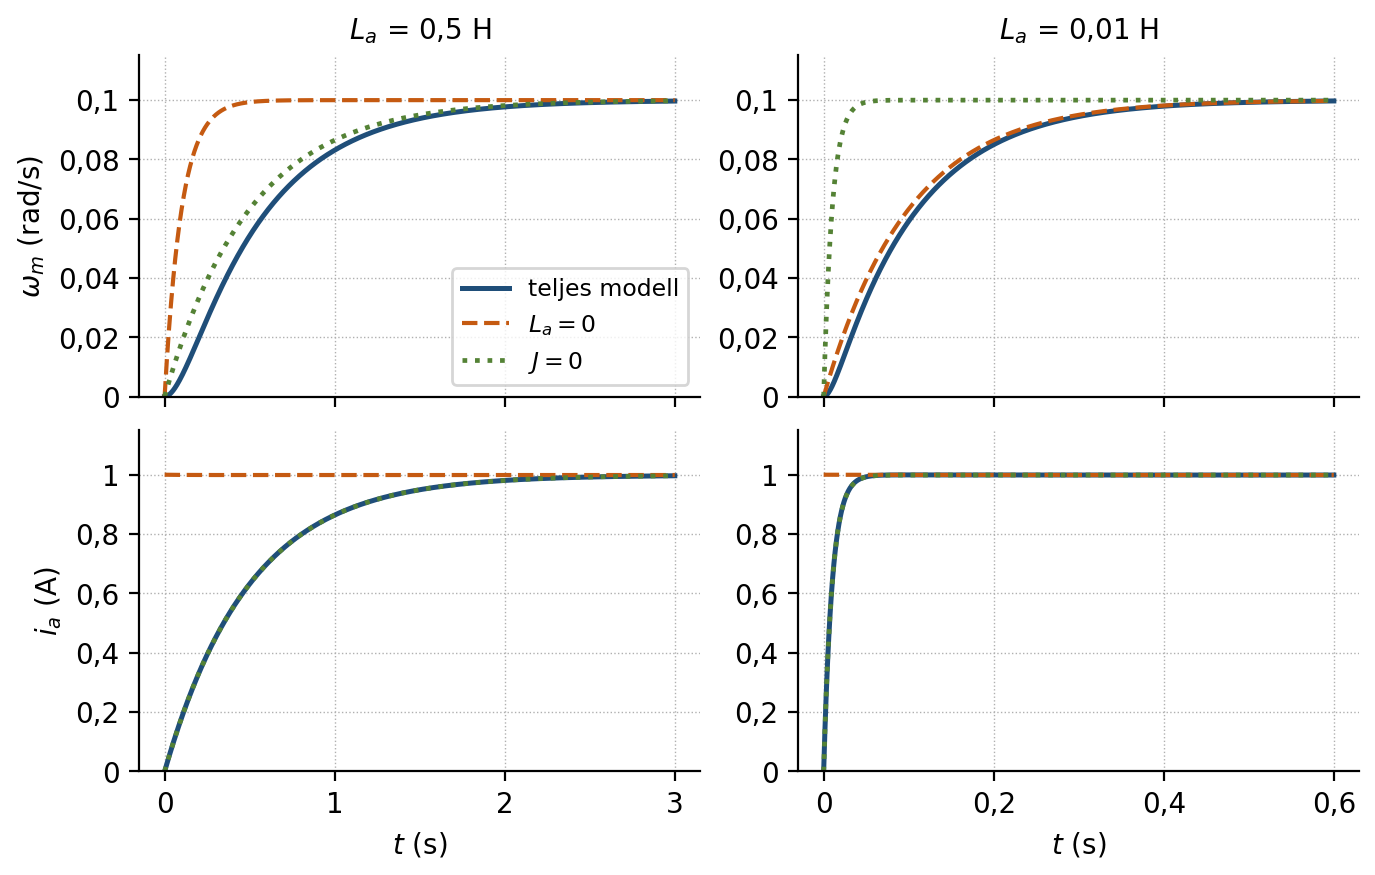 L_a = 0,5 H
L_a = 0,01 H
ω_m (rad/s)
0,1
0,08
0,06
0,04
0,02
0
teljes modell
L_a = 0
J = 0
0,1
0,08
0,06
0,04
0,02
0
i_a (A)
1
0,8
0,6
0,4
0,2
0
0 1 2 3
t (s)
1
0,8
0,6
0,4
0,2
0
0 0,2 0,4 0,6
t (s)